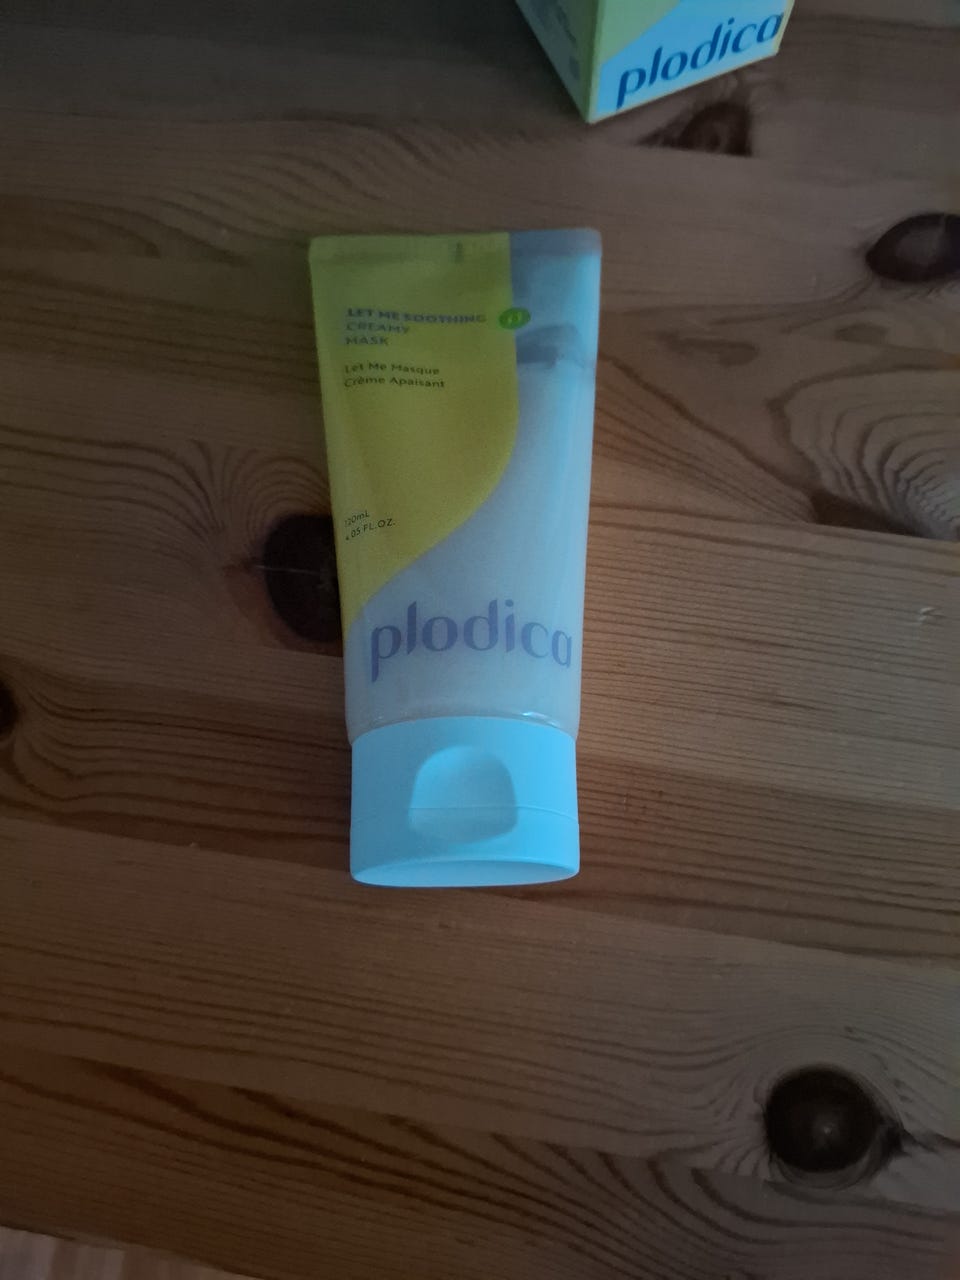 plodica
LET ME SOOTHING
CREAMY
MASK
Let Me Masque
Crème Apaisant
120mL
4.05 FL.OZ.
plodica